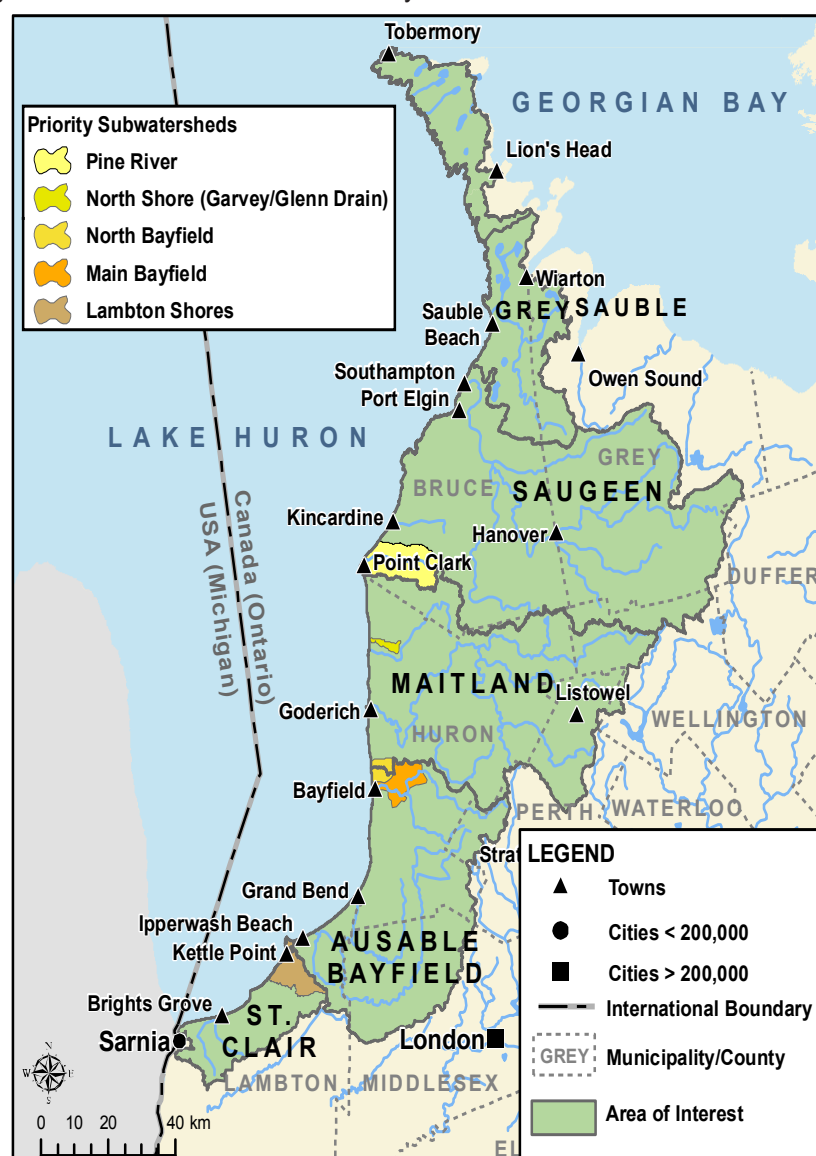 Tobermory
GEORGIAN BAY
Priority Subwatersheds
Pine River
North Shore (Garvey/Glenn Drain)
North Bayfield
Main Bayfield
Lambton Shores
Lion's Head
Wiarton
Sauble
Beach
GREY SAUBLE
Owen Sound
Southampton
Port Elgin
LAKE HURON
GREY
BRUCE
SAUGEEN
Kincardine
Hanover
Point Clark
DUFFER
Canada (Ontario)
USA (Michigan)
MAITLAND
Listowel
Goderich
HURON
WELLINGTON
Bayfield
PERTH
WATERLOO
Strat
Grand Bend
Ipperwash Beach
Kettle Point
AUSABLE
BAYFIELD
Brights Grove
ST.
CLAIR
Sarnia
London
LAMBTON
MIDDLESEX
EL
N
W E
S
0 10 20 40 km
LEGEND
Towns
Cities < 200,000
Cities > 200,000
International Boundary
GREY Municipality/County
Area of Interest